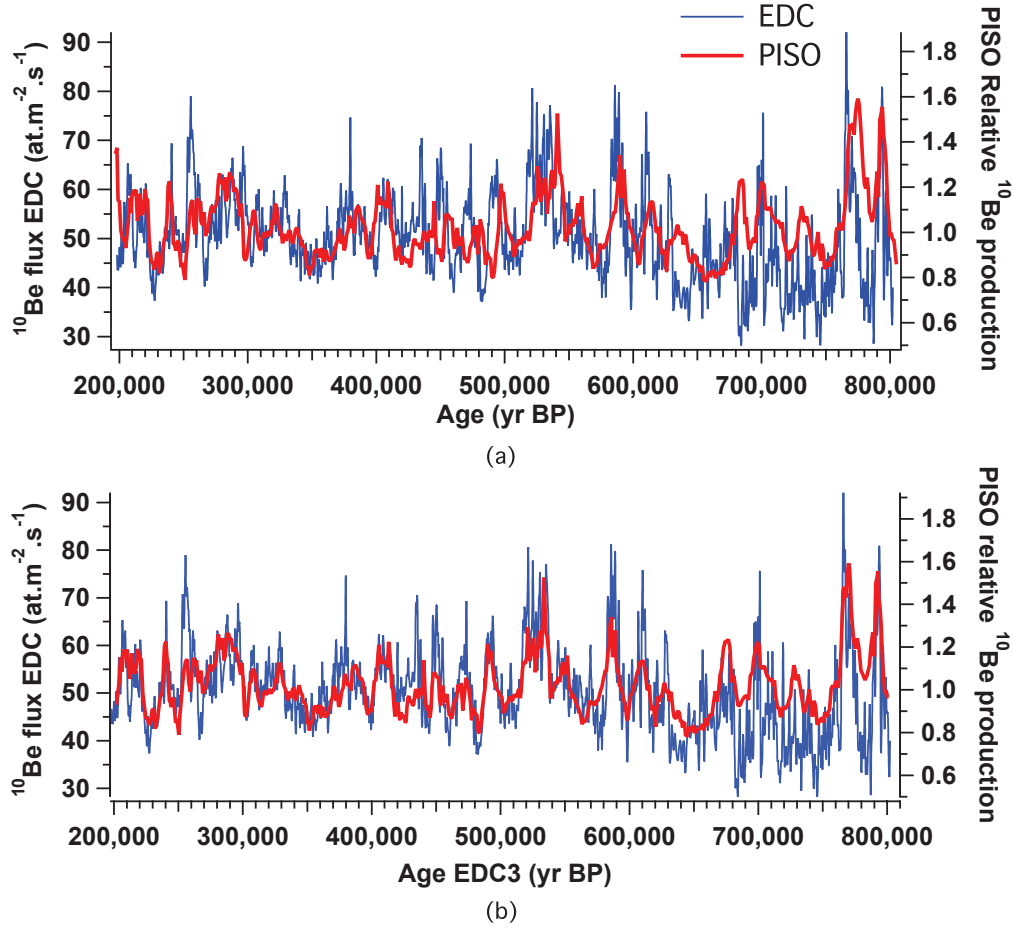 EDC
PISO
10Be flux EDC (at.m-2.s-1)
90
80
70
60
50
40
30
1.8
1.6
1.4
1.2
1.0
0.8
0.6
PISO Relative 10Be production
200,000 300,000 400,000 500,000 600,000 700,000 800,000
Age (yr BP)
(a)
10Be flux EDC (at.m-2.s-1)
90
80
70
60
50
40
30
1.8
1.6
1.4
1.2
1.0
0.8
0.6
PISO relative 10Be production
200,000 300,000 400,000 500,000 600,000 700,000 800,000
Age EDC3 (yr BP)
(b)